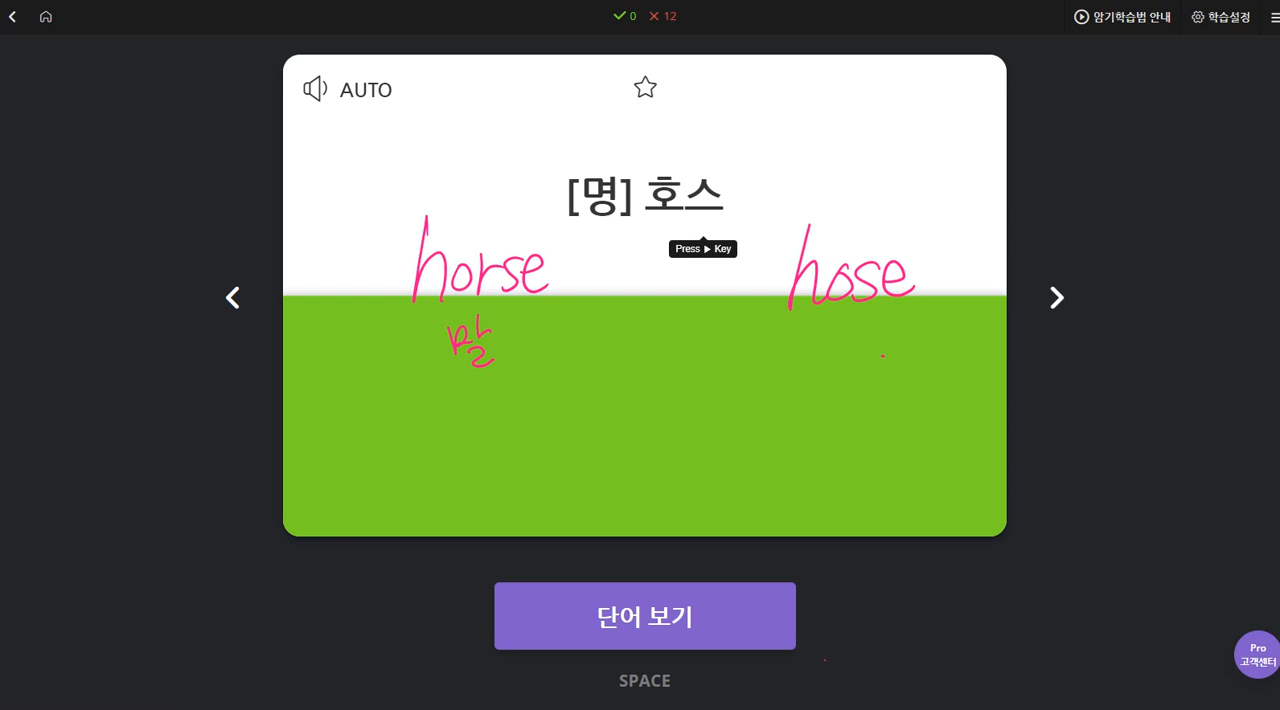 0 12 암기학습법 안내 학습설정
AUTO
[명] 호스
Press ▶ Key
horse hose
말
단어 보기
SPACE
Pro
고객센터